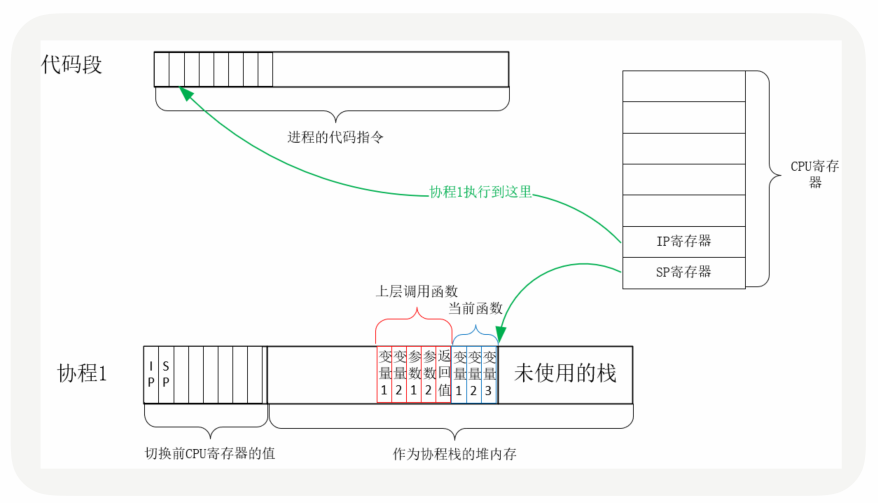 代码段
进程的代码指令
CPU寄存
器
协程1执行到这里
IP寄存器
SP寄存器
上层调用函数
当前函数
协程1
IP
SP
变量1
变量2
参数1
参数2
返回值
变量1
变量2
变量3
未使用的栈
切换前CPU寄存器的值
作为协程栈的堆内存